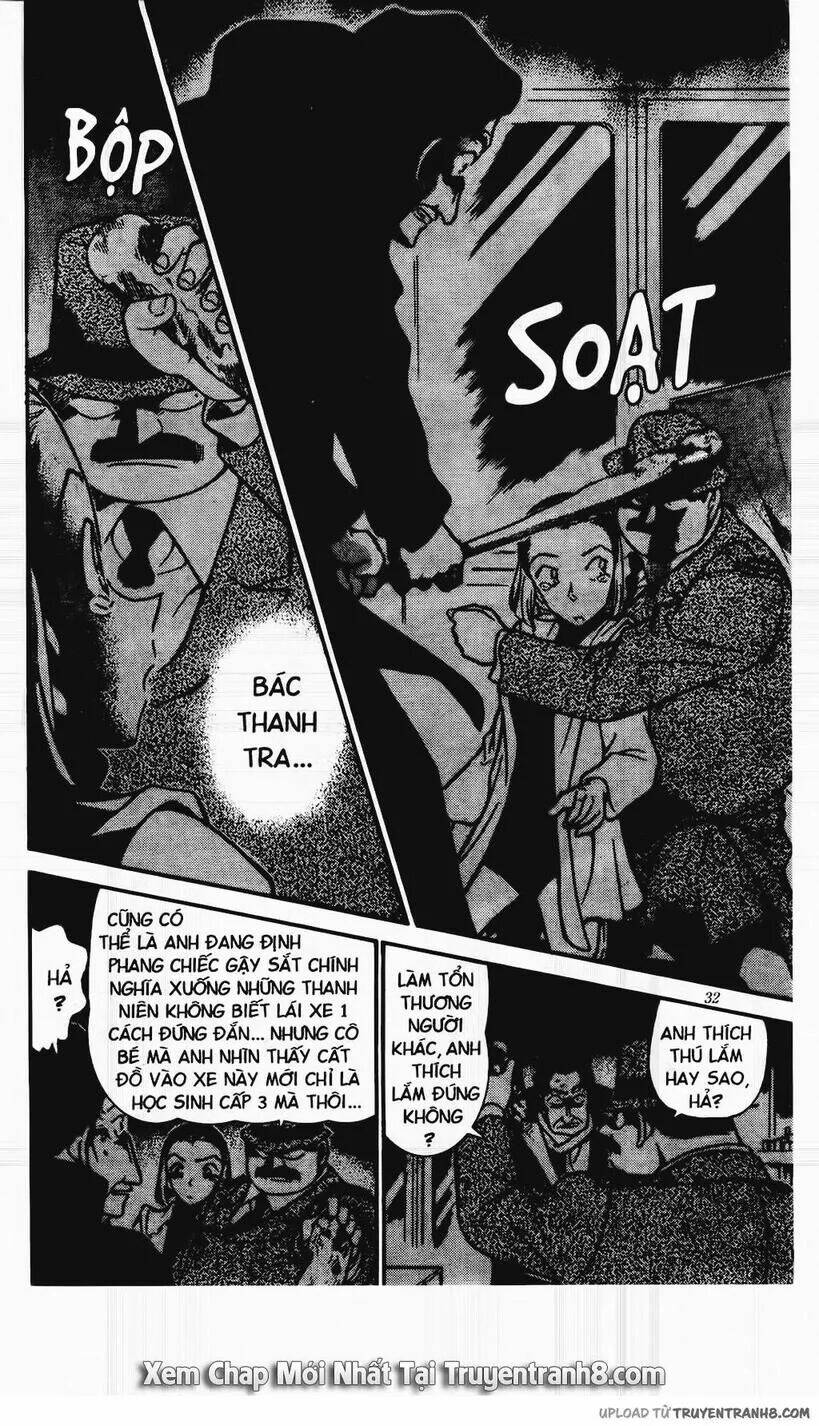 SOẠT
BỘP
BÁC
THANH
TRA...
32
ANH THÍCH
THÚ LẮM
HAY SAO,
HẢ?
LÀM TỔN
THƯƠNG
NGƯỜI
KHÁC, ANH
THÍCH
LẮM ĐÚNG
KHÔNG
?
CŨNG CÓ
THỂ LÀ ANH ĐANG ĐỊNH
PHANG CHIẾC GẬY SẮT CHÍNH
NGHĨA XUỐNG NHỮNG THANH
NIÊN KHÔNG BIẾT LÁI XE 1
CÁCH ĐỨNG ĐẮN... NHƯNG CÔ
BÉ MÀ ANH NHÌN THẤY CẤT
ĐỒ VÀO XE NÀY MỚI CHỈ LÀ
HỌC SINH CẤP 3 MÀ THÔI...
HẢ
?
Xem Chap Mới Nhất Tại Truyentranh8.com
UPLOAD TỪ TRUYENTRANH8.COM